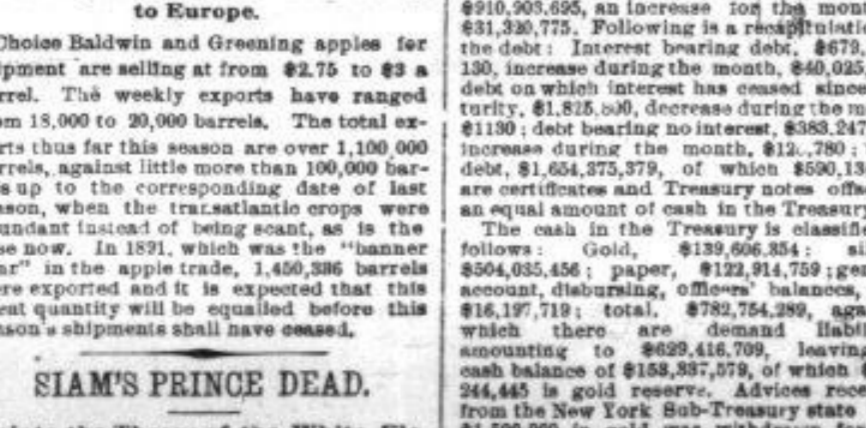 to Europe.
Choice Baldwin and Greening apples for
ipment are selling at from $2.75 to $3 a
rrel. The weekly exports have ranged
om 18,000 to 20,000 barrels. The total ex-
rts thus far this season are over 1,100,000
rrels, against little more than 100,000 bar-
s up to the corresponding date of last
ason, when the transatlantic crops were
undant instead of being scant, as is the
se now. In 1891, which was the "banner
ar" in the apple trade, 1,450,336 barrels
re exported and it is expected that this
eat quantity will be equalled before this
ason's shipments shall have ceased.
SIAM'S PRINCE DEAD.
$910,903,695, an increase for the mont
$31,320,775. Following is a recapitulatio
the debt: Interest bearing debt, $679
130, increase during the month, $40,025,
debt on which interest has ceased since
turity, $1,825,800, decrease during the m
$1130; debt bearing no interest, $383,247
increase during the month,
debt, $1,654,375,379, of which $590,13
are certificates and Treasury notes offs
an equal amount of cash in the Treasur
The cash in the Treasury is classifie
follows: Gold, $139,606,354; sil
$504,035,456; paper, $122,914,759; gen
account, disbursing, officers' balances,
$16,197,719; total. $782,754,289, aga
which there are demand liabil
amounting to $629,416,709, leaving
cash balance of $153,337,579, of which $
244,445 is gold reserve. Advices rece
from the New York Sub-Treasury state